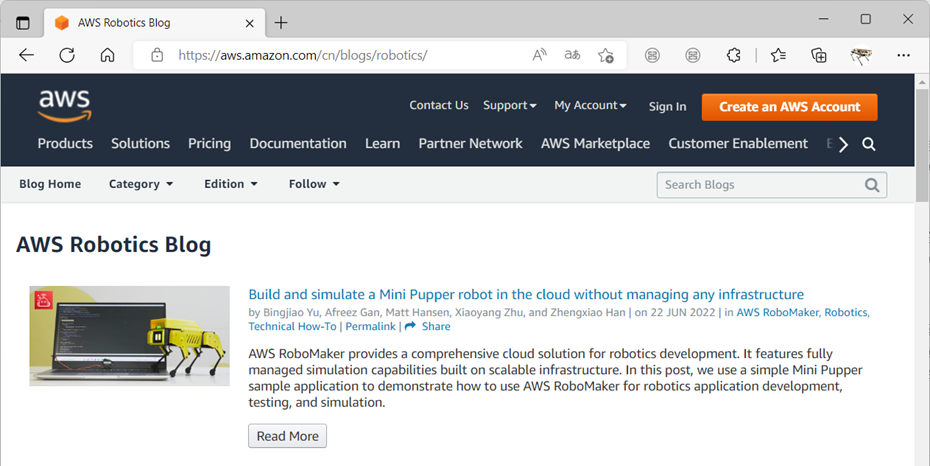 AWS Robotics Blog
https://aws.amazon.com/cn/blogs/robotics/
aws
Contact Us Support My Account Sign In Create an AWS Account
Products Solutions Pricing Documentation Learn Partner Network AWS Marketplace Customer Enablement
Blog Home Category Edition Follow Search Blogs
AWS Robotics Blog
Build and simulate a Mini Pupper robot in the cloud without managing any infrastructure
by Bingjiao Yu, Afreez Gan, Matt Hansen, Xiaoyang Zhu, and Zhengxiao Han | on 22 JUN 2022 | in AWS RoboMaker, Robotics,
Technical How-To | Permalink | Share
AWS RoboMaker provides a comprehensive cloud solution for robotics development. It features fully
managed simulation capabilities built on scalable infrastructure. In this post, we use a simple Mini Pupper
sample application to demonstrate how to use AWS RoboMaker for robotics application development,
testing, and simulation.
Read More